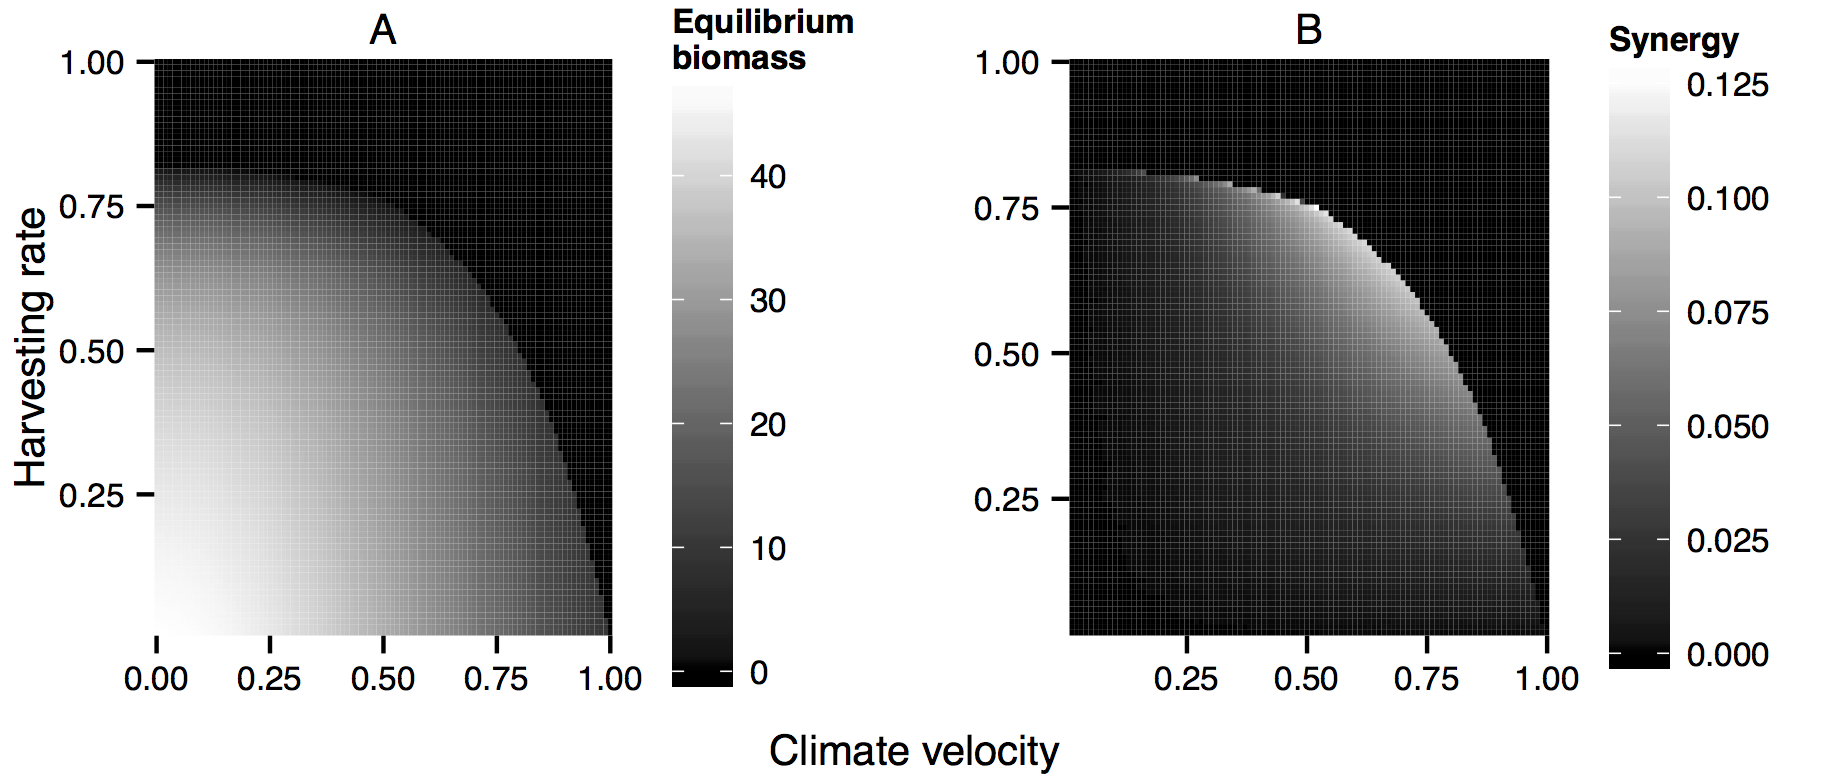 A
Equilibrium
biomass
Harvesting rate
1.00
0.75
0.50
0.25
0.00 0.25 0.50 0.75 1.00
40
30
20
10
0
B
Synergy
1.00
0.75
0.50
0.25
0.25 0.50 0.75 1.00
0.125
0.100
0.075
0.050
0.025
0.000
Climate velocity